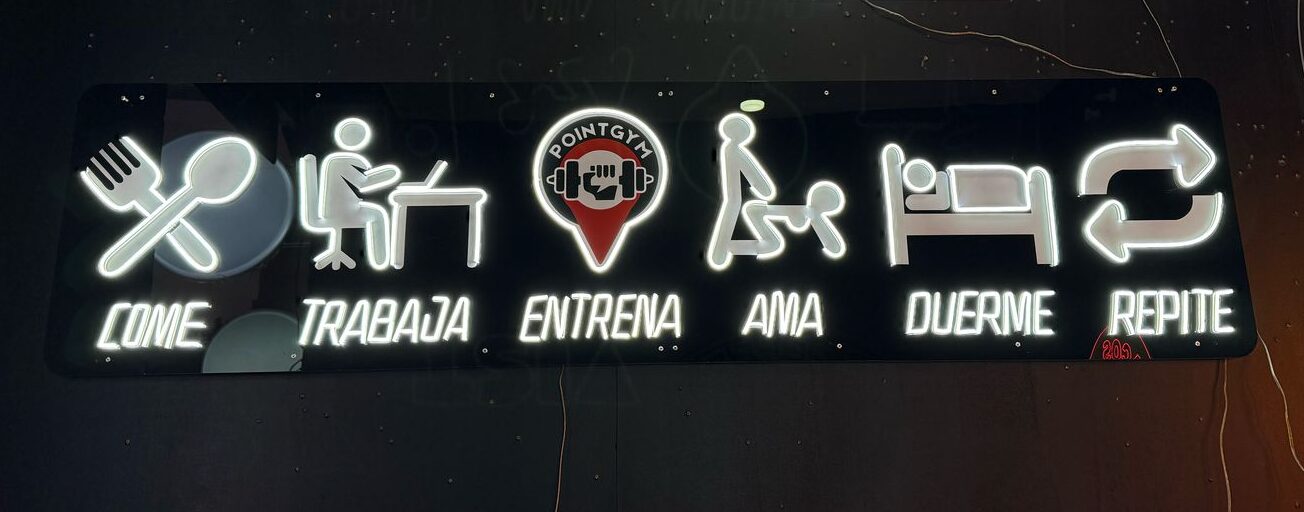 POINTGYM
COME TRABAJA ENTRENA AMA DUERME REPITE